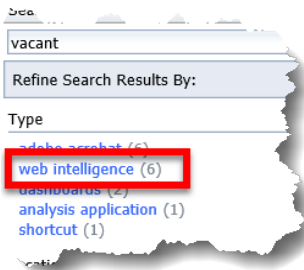 vacant
Refine Search Results By:
Type
adobe acrobat (6)
web intelligence (6)
dashboards (2)
analysis application (1)
shortcut (1)